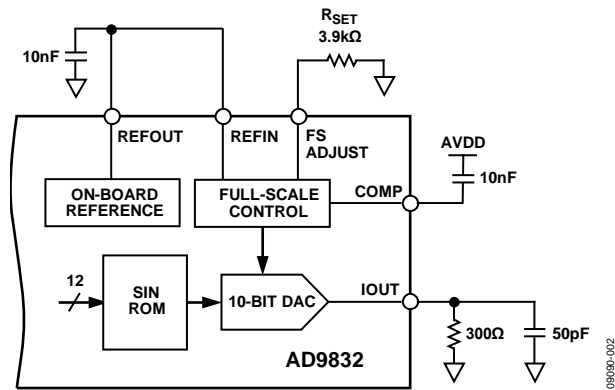 RSET
3.9kΩ
10nF
REFOUT
REFIN
FS
ADJUST
AVDD
10nF
ON-BOARD
REFERENCE
FULL-SCALE
CONTROL
COMP
12
SIN
ROM
10-BIT DAC
IOUT
AD9832
300Ω
50pF
09090-002